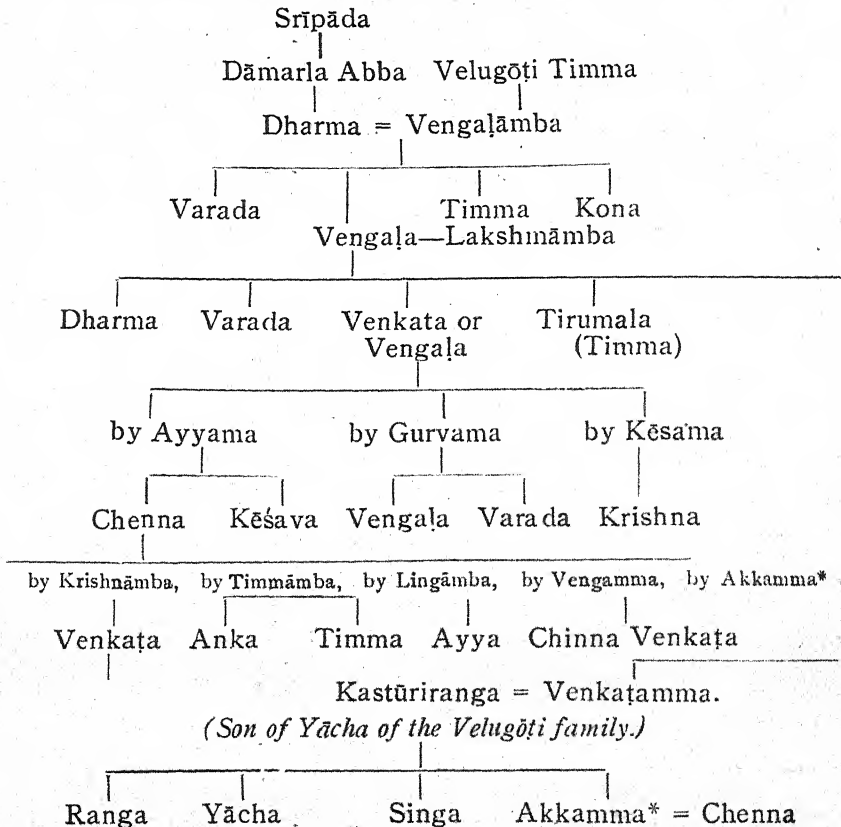 Srīpāda
Dāmarla Abba Velugōṭi Timma
Dharma = Vengaḷāmba
Varada Timma Kona
Vengaḷa—Lakshmāmba
Dharma Varada Venkata or Tirumala
Vengaḷa (Timma)
by Ayyama by Gurvama by Kēsama
Chenna Kēśava Vengaḷa Varada Krishna
by Krishnāmba, by Timmāmba, by Lingāmba, by Vengamma, by Akkamma*
Venkaṭa Anka Timma Ayya Chinna Venkaṭa
Kastūriranga = Venkaṭamma.
(Son of Yācha of the Velugōṭi family.)
Ranga Yācha Singa Akkamma* = Chenna